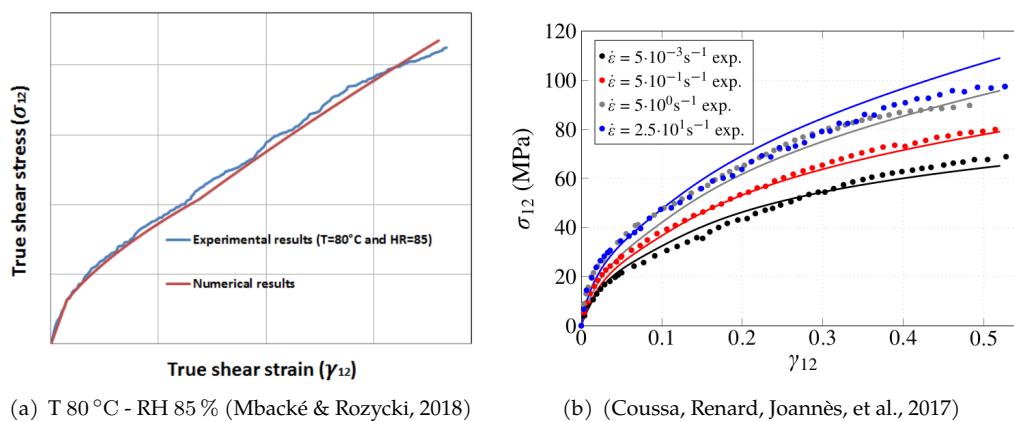 True shear stress (σ12)
Experimental results (T=80°C and HR=85)
Numerical results
True shear strain (γ12)
(a) T 80 °C - RH 85 % (Mbacké & Rozycki, 2018)
σ12 (MPa)
120
100
80
60
40
20
0
ε̇ = 5·10⁻³s⁻¹ exp.
ε̇ = 5·10⁻¹s⁻¹ exp.
ε̇ = 5·10⁰s⁻¹ exp.
ε̇ = 2.5·10¹s⁻¹ exp.
0 0.1 0.2 0.3 0.4 0.5
γ12
(b) (Coussa, Renard, Joannès, et al., 2017)